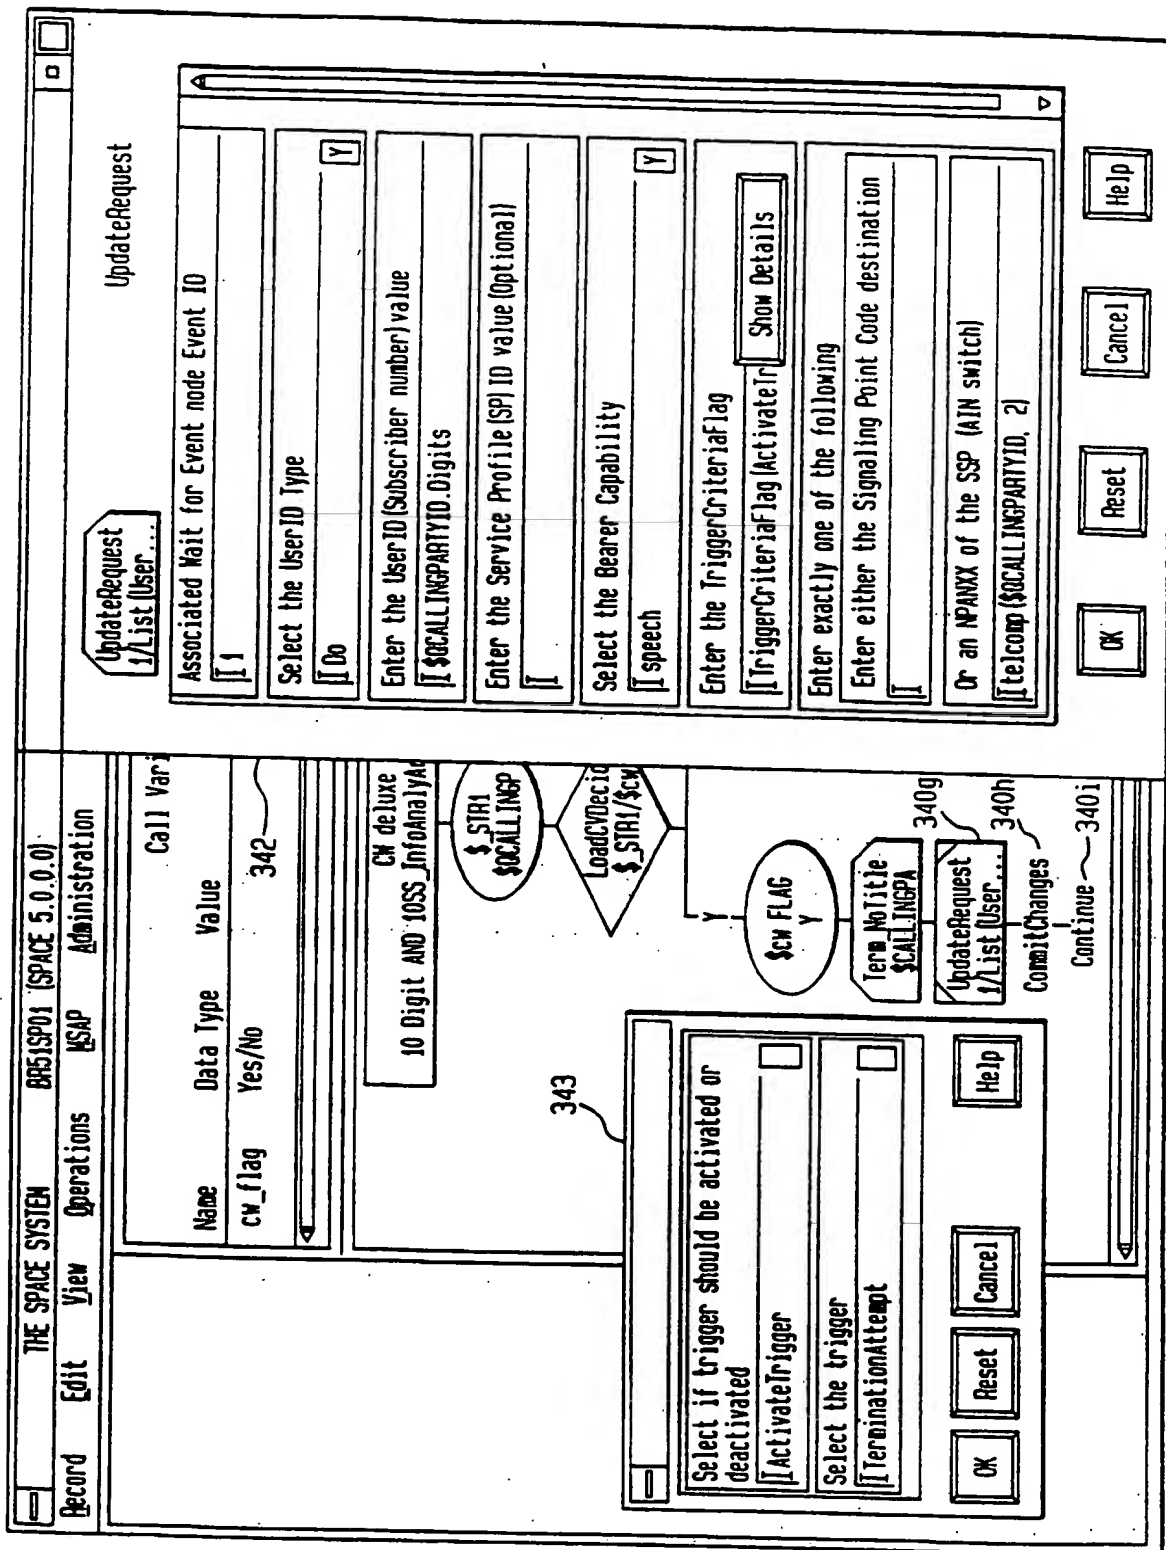 THE SPACE SYSTEM BR51SP01 (SPACE 5.0.0.0)
Record Edit View Operations MSAP Administration
Call Vari
Name Data Type Value
cw_flag Yes/No
342
CW deluxe
10 Digit AND 10SS_InfoAnalyAc
$_STR1
$OCALLINGP
LoadCVDecid
$_STR1/$cw
Y
$CW FLAG
Y
Term NoTitle
$CALLINGPA
UpdateRequest
1/List(User...
340g
CommitChanges
340h
Continue
340i
343
Select if trigger should be activated or
deactivated
ActivateTrigger
Select the trigger
TerminationAttempt
OK Reset Cancel Help
UpdateRequest
1/List(User...
UpdateRequest
Associated Wait for Event node Event ID
1
Select the UserID Type
Do
Y
Enter the UserID(Subscriber number)value
$OCALLINGPARTYID.Digits
Enter the Service Profile(SP)ID value(Optional)
Select the Bearer Capability
speech
Y
Enter the TriggerCriteriaFlag
TriggerCriteriaFlag(ActivateTr
Show Details
Enter exactly one of the following
Enter either the Signaling Point Code destination
Or an NPANXX of the SSP (AIN switch)
telcomp($OCALLINGPARTYID, 2)
OK Reset Cancel Help